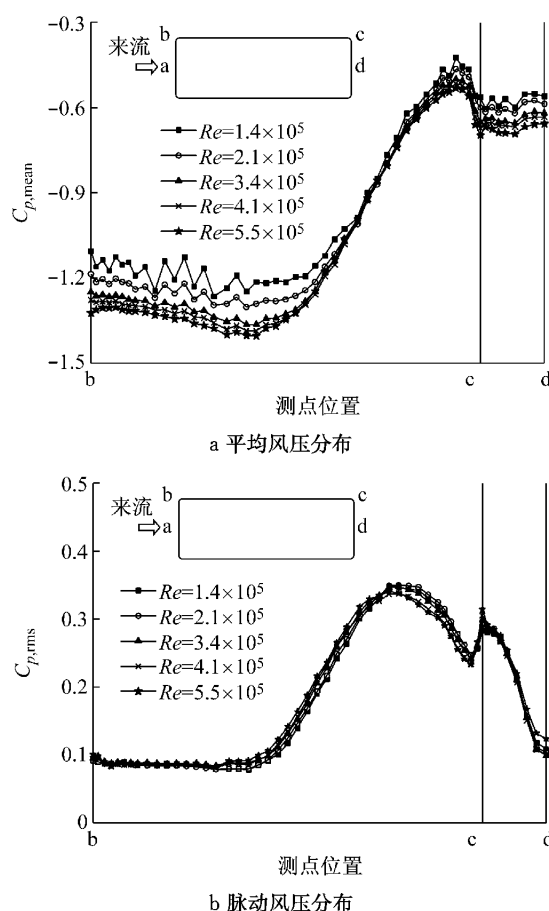 -0.3
-0.6
-0.9
-1.2
-1.5
C_{p,mean}
b c
来流
a d
Re=1.4×10⁵
Re=2.1×10⁵
Re=3.4×10⁵
Re=4.1×10⁵
Re=5.5×10⁵
b c d
测点位置
a 平均风压分布
0.5
0.4
0.3
0.2
0.1
0
C_{p,rms}
b c
来流
a d
Re=1.4×10⁵
Re=2.1×10⁵
Re=3.4×10⁵
Re=4.1×10⁵
Re=5.5×10⁵
b c d
测点位置
b 脉动风压分布